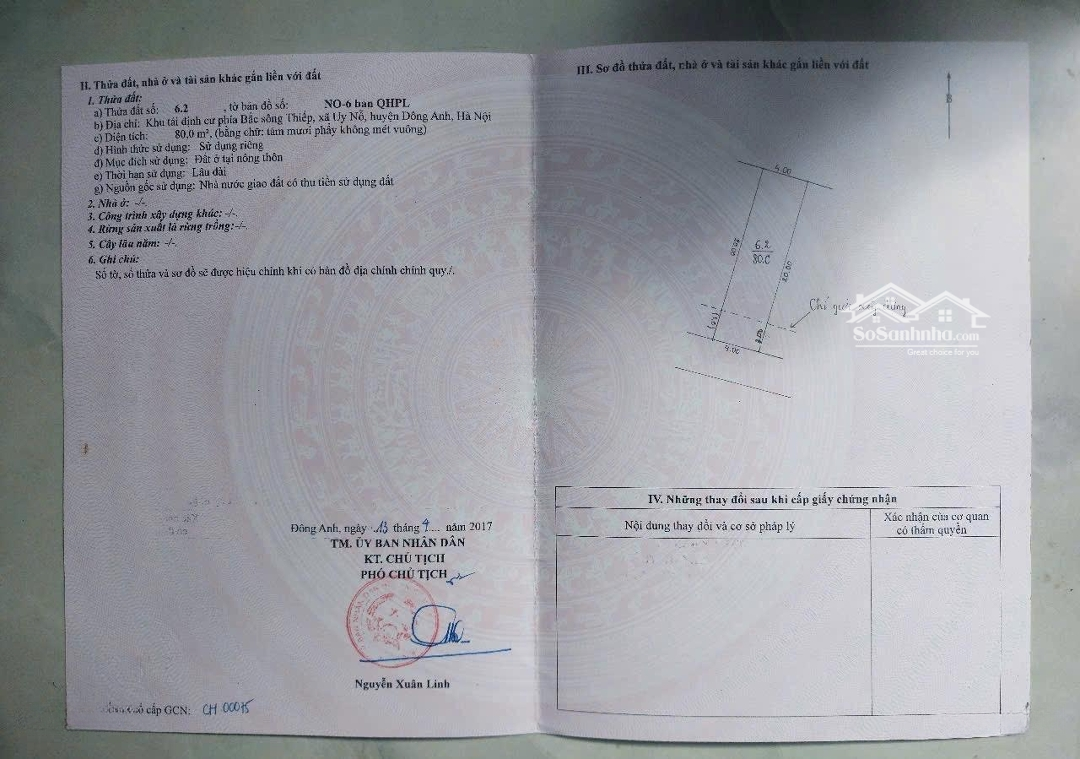 II. Thửa đất, nhà ở và tài sản khác gắn liền với đất
1. Thửa đất:
a) Thửa đất số: 6.2 , tờ bản đồ số: NO-6 ban QHPL
b) Địa chỉ: Khu tái định cư phía Bắc sông Thiếp, xã Uy Nỗ, huyện Đông Anh, Hà Nội
c) Diện tích: 80.0 m², (bằng chữ: tám mươi phẩy không mét vuông)
d) Hình thức sử dụng: Sử dụng riêng
đ) Mục đích sử dụng: Đất ở tại nông thôn
e) Thời hạn sử dụng: Lâu dài
g) Nguồn gốc sử dụng: Nhà nước giao đất có thu tiền sử dụng đất
2. Nhà ở: -/-
3. Công trình xây dựng khác: -/-.
4. Rừng sản xuất là rừng trồng:-/-.
5. Cây lâu năm: -/-.
6. Ghi chú:
Số tờ, số thửa và sơ đồ sẽ được hiệu chỉnh khi có bản đồ địa chính chính quy./.
Đông Anh, ngày 13 tháng 4 năm 2017
TM. ỦY BAN NHÂN DÂN
KT. CHỦ TỊCH
PHÓ CHỦ TỊCH
Nguyễn Xuân Linh
số cấp GCN: CH 00075
III. Sơ đồ thửa đất, nhà ở và tài sản khác gắn liền với đất
B
4.00
20.00
6.2
80.0
20.00
Chỉ giới xây dựng
4.00
SoSanhnha.com
Great choice for you
IV. Những thay đổi sau khi cấp giấy chứng nhận
Nội dung thay đổi và cơ sở pháp lý
Xác nhận của cơ quan
có thẩm quyền